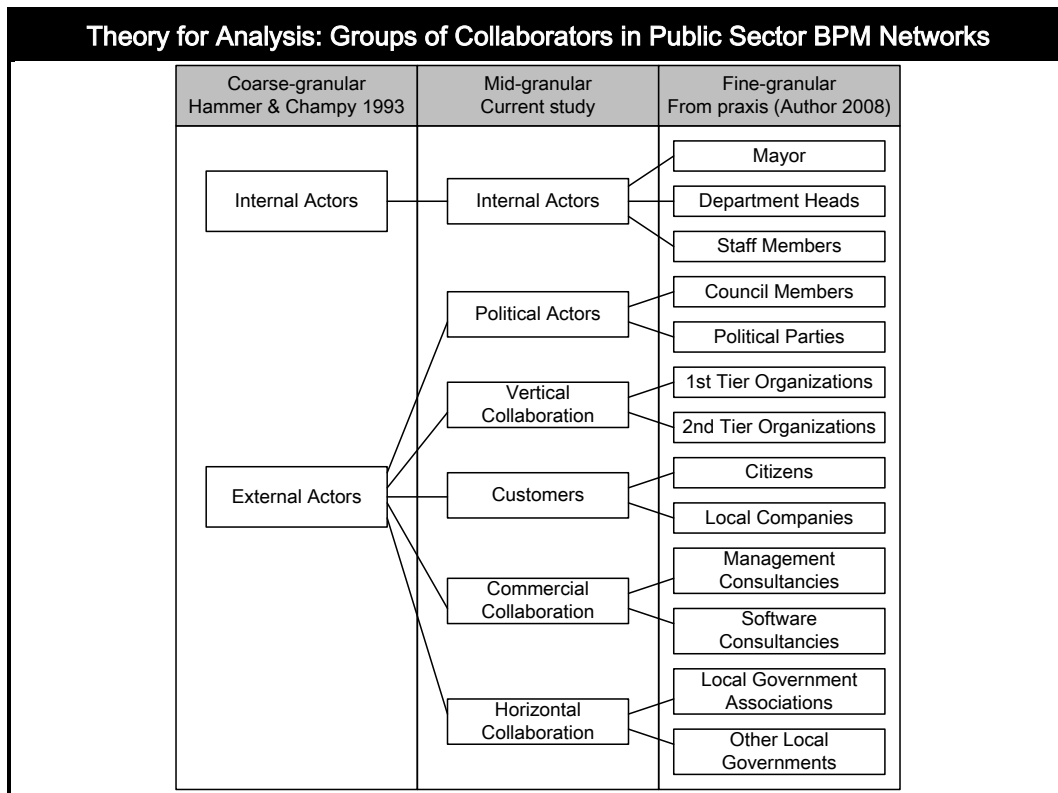 Theory for Analysis: Groups of Collaborators in Public Sector BPM Networks
Coarse-granular
Hammer & Champy 1993
Mid-granular
Current study
Fine-granular
From praxis (Author 2008)
Internal Actors
Internal Actors
Mayor
Department Heads
Staff Members
External Actors
Political Actors
Council Members
Political Parties
Vertical
Collaboration
1st Tier Organizations
2nd Tier Organizations
Customers
Citizens
Local Companies
Commercial
Collaboration
Management
Consultancies
Software
Consultancies
Horizontal
Collaboration
Local Government
Associations
Other Local
Governments